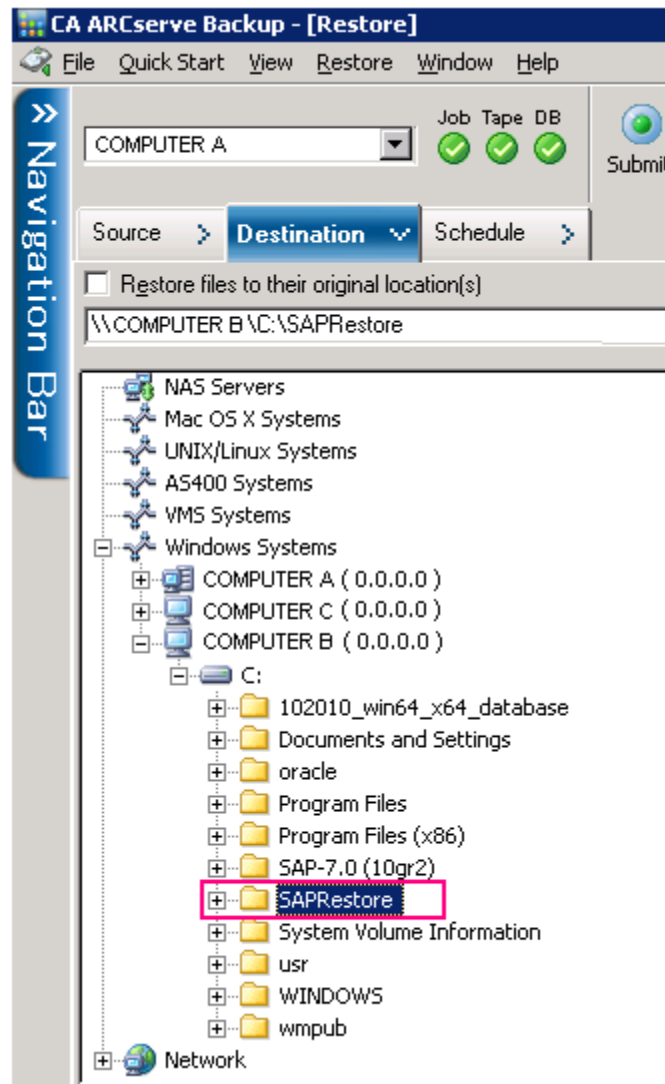 CA ARCserve Backup - [Restore]
File Quick Start View Restore Window Help
Job Tape DB
COMPUTER A
Submit
Navigation Bar
Source > Destination Schedule >
Restore files to their original location(s)
\\COMPUTER B\C:\SAPRestore
NAS Servers
Mac OS X Systems
UNIX/Linux Systems
AS400 Systems
VMS Systems
Windows Systems
COMPUTER A ( 0.0.0.0 )
COMPUTER C ( 0.0.0.0 )
COMPUTER B ( 0.0.0.0 )
C:
102010_win64_x64_database
Documents and Settings
oracle
Program Files
Program Files (x86)
SAP-7.0 (10gr2)
SAPRestore
System Volume Information
usr
WINDOWS
wmpub
Network